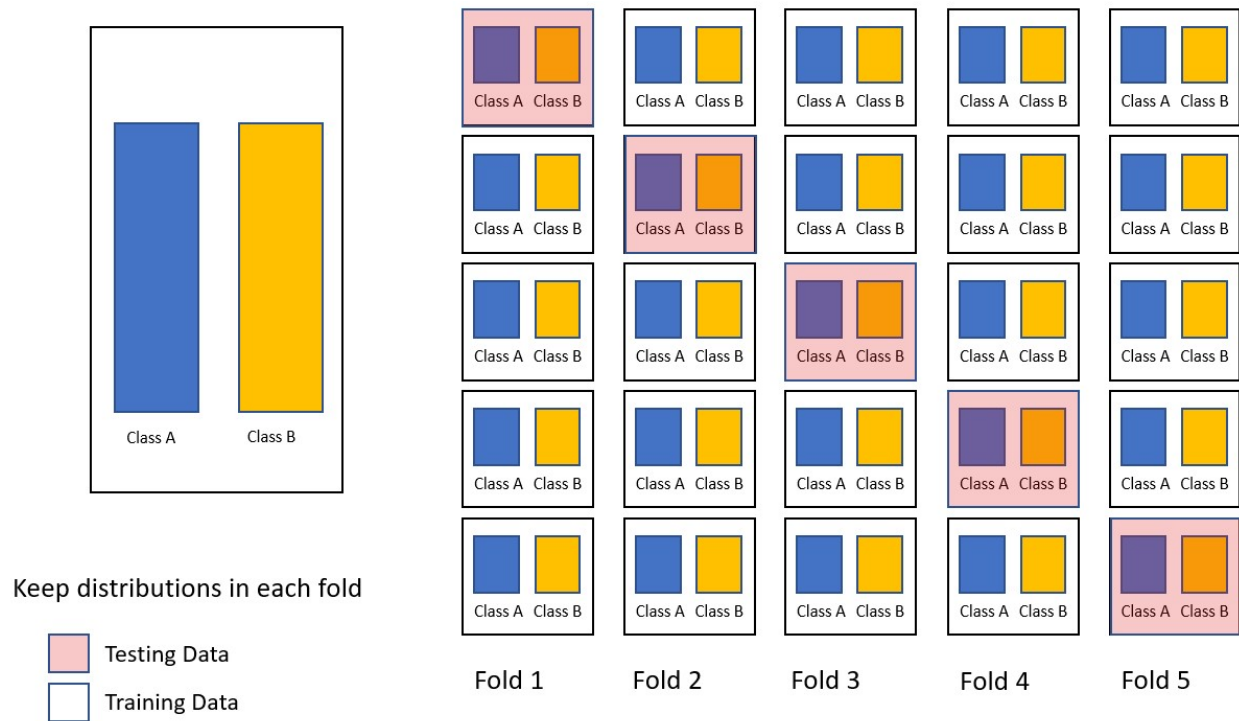 Class A Class B
Keep distributions in each fold
Testing Data
Training Data
Class A Class B Class A Class B Class A Class B Class A Class B Class A Class B
Class A Class B Class A Class B Class A Class B Class A Class B Class A Class B
Class A Class B Class A Class B Class A Class B Class A Class B Class A Class B
Class A Class B Class A Class B Class A Class B Class A Class B Class A Class B
Class A Class B Class A Class B Class A Class B Class A Class B Class A Class B
Fold 1 Fold 2 Fold 3 Fold 4 Fold 5